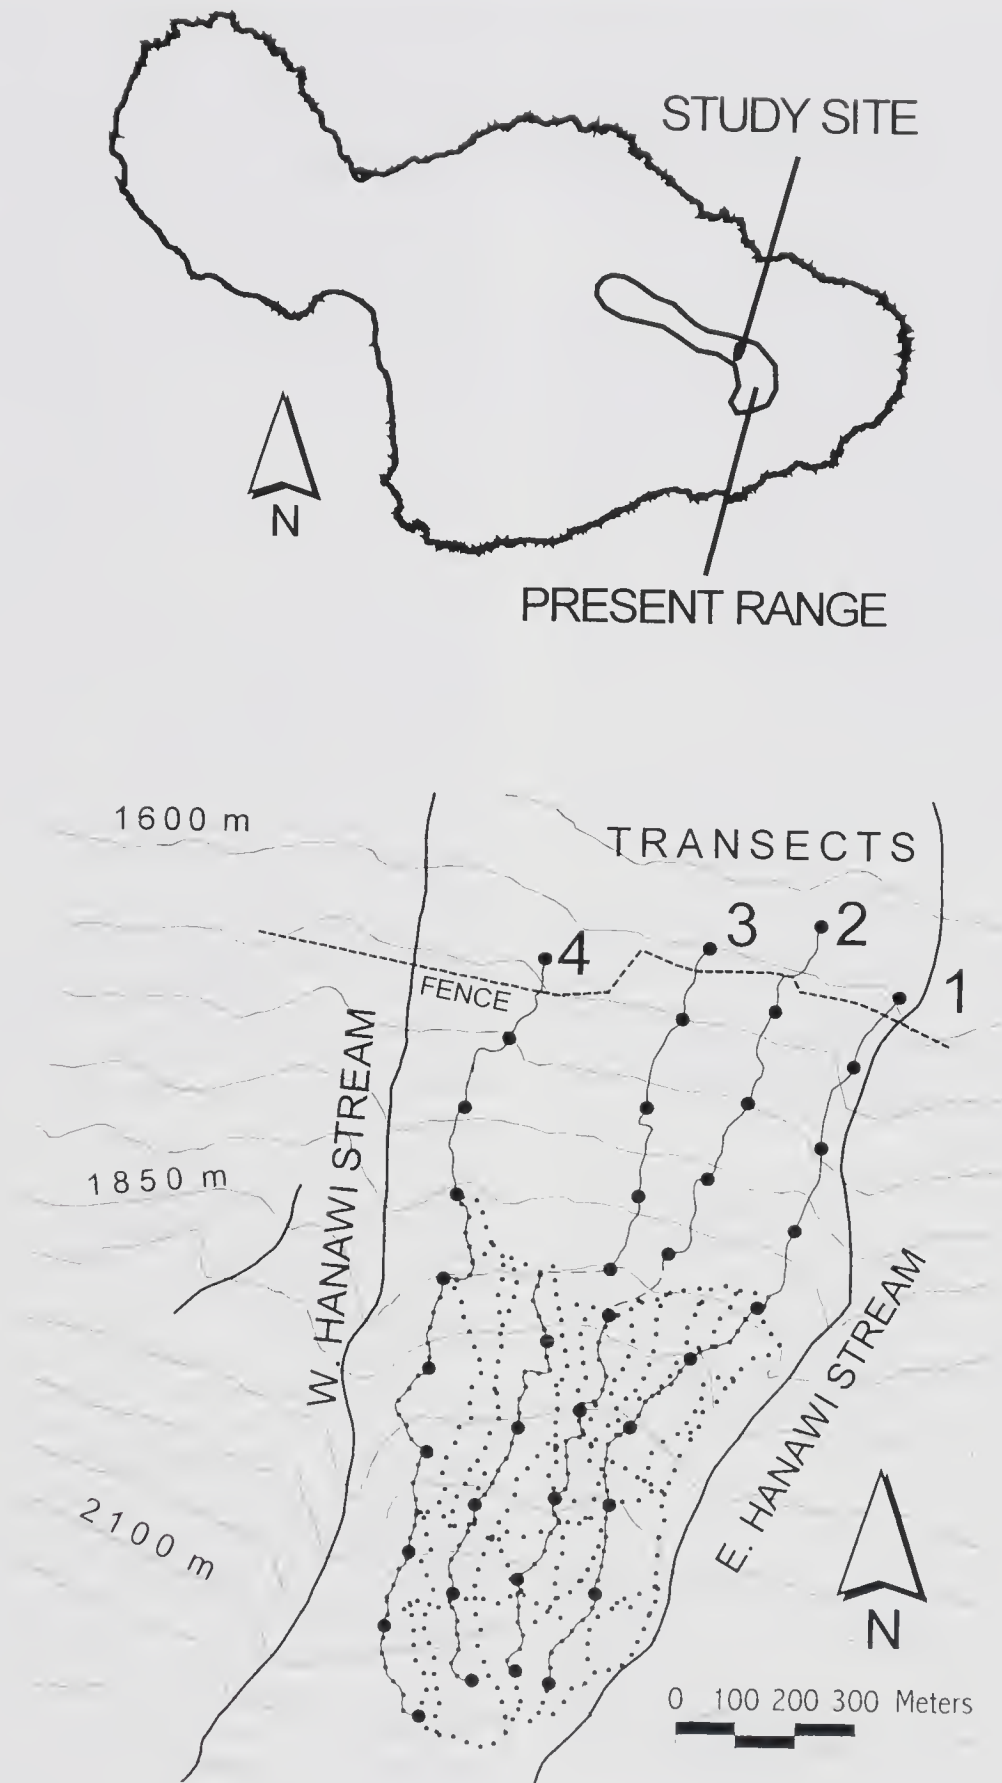 STUDY SITE
N
PRESENT RANGE
1600 m
TRANSECTS
4
3
2
1
FENCE
W. HANAWI STREAM
1850 m
E. HANAWI STREAM
2100 m
N
0 100 200 300 Meters